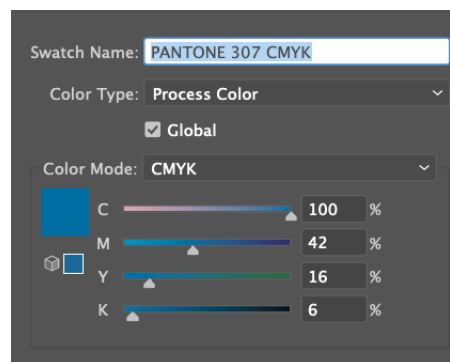 Swatch Name: PANTONE 307 CMYK
Color Type: Process Color
Global
Color Mode: CMYK
C 100 %
M 42 %
Y 16 %
K 6 %